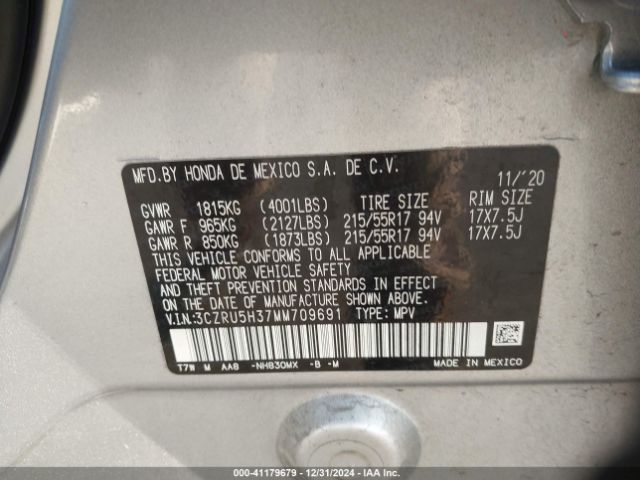 MFD.BY HONDA DE MEXICO S.A. DE C.V.
11/'20
GVWR 1815KG (4001LBS) TIRE SIZE RIM SIZE
GAWR F 965KG (2127LBS) 215/55R17 94V 17X7.5J
GAWR R 850KG (1873LBS) 215/55R17 94V 17X7.5J
THIS VEHICLE CONFORMS TO ALL APPLICABLE
FEDERAL MOTOR VEHICLE SAFETY
AND THEFT PREVENTION STANDARDS IN EFFECT
ON THE DATE OF MANUFACTURE SHOWN ABOVE.
V.I.N:3CZRU5H37MM709691 TYPE: MPV
T7W M AA8 -NH830MX -B -M MADE IN MEXICO
000-41179679 / 12/31/2024 - IAA Inc.